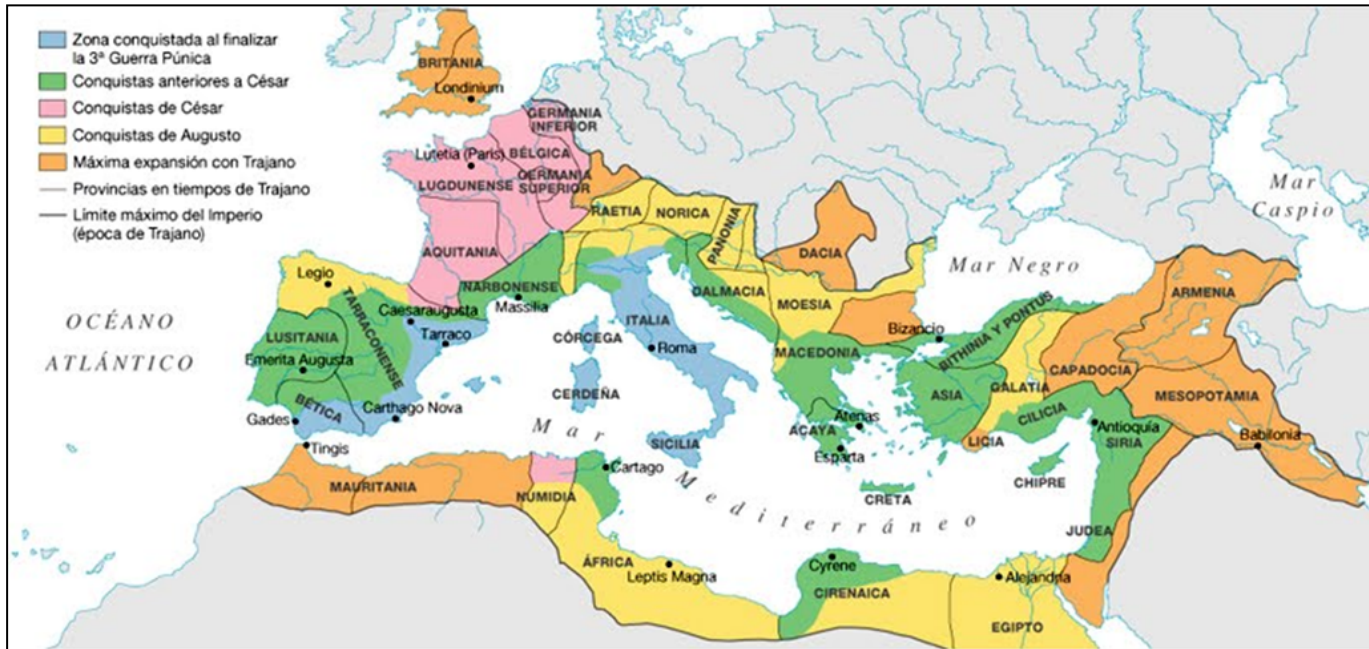 Zona conquistada al finalizar
la 3ª Guerra Púnica
Conquistas anteriores a César
Conquistas de César
Conquistas de Augusto
Máxima expansión con Trajano
Provincias en tiempos de Trajano
Límite máximo del Imperio
(época de Trajano)
BRITANIA
Londinium
GERMANIA
INFERIOR
Lutetia (Paris)
BÉLGICA
GERMANIA
SUPERIOR
LUGDUNENSE
RAETIA
NORICA
PANONIA
AQUITANIA
DACIA
Mar
Caspio
Mar Negro
NARBONENSE
Massilia
DALMACIA
MOESIA
ARMENIA
Legio
TARRACONENSE
Caesaraugusta
Tarraco
OCÉANO
ATLÁNTICO
LUSITANIA
Emerita Augusta
BÉTICA
Gades
Carthago Nova
Tingis
CÓRCEGA
ITALIA
Roma
CERDEÑA
SICILIA
MACEDONIA
Bizancio
BITHINIA Y PONTUS
GALATIA
CAPADOCIA
ASIA
CILICIA
MESOPOTAMIA
Atenas
ACAYA
Esparta
LICIA
Antioquía
SIRIA
Babilonia
CHIPRE
CRETA
Mar Mediterráneo
MAURITANIA
NUMIDIA
Cartago
JUDEA
ÁFRICA
Leptis Magna
Cyrene
CIRENAICA
Alejandria
EGIPTO